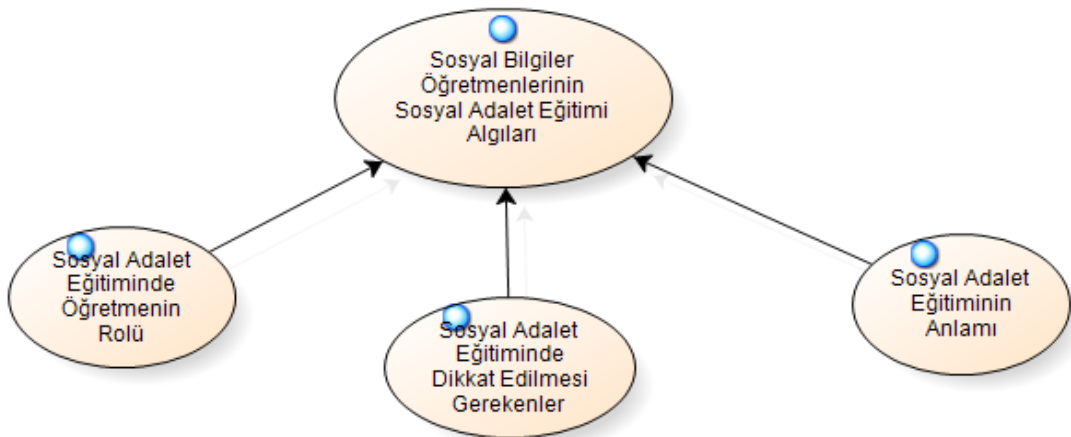 Sosyal Bilgiler
Öğretmenlerinin
Sosyal Adalet Eğitimi
Algıları
Sosyal Adalet
Eğitiminde
Öğretmenin
Rolü
Sosyal Adalet
Eğitiminde
Dikkat Edilmesi
Gerekenler
Sosyal Adalet
Eğitiminin
Anlamı